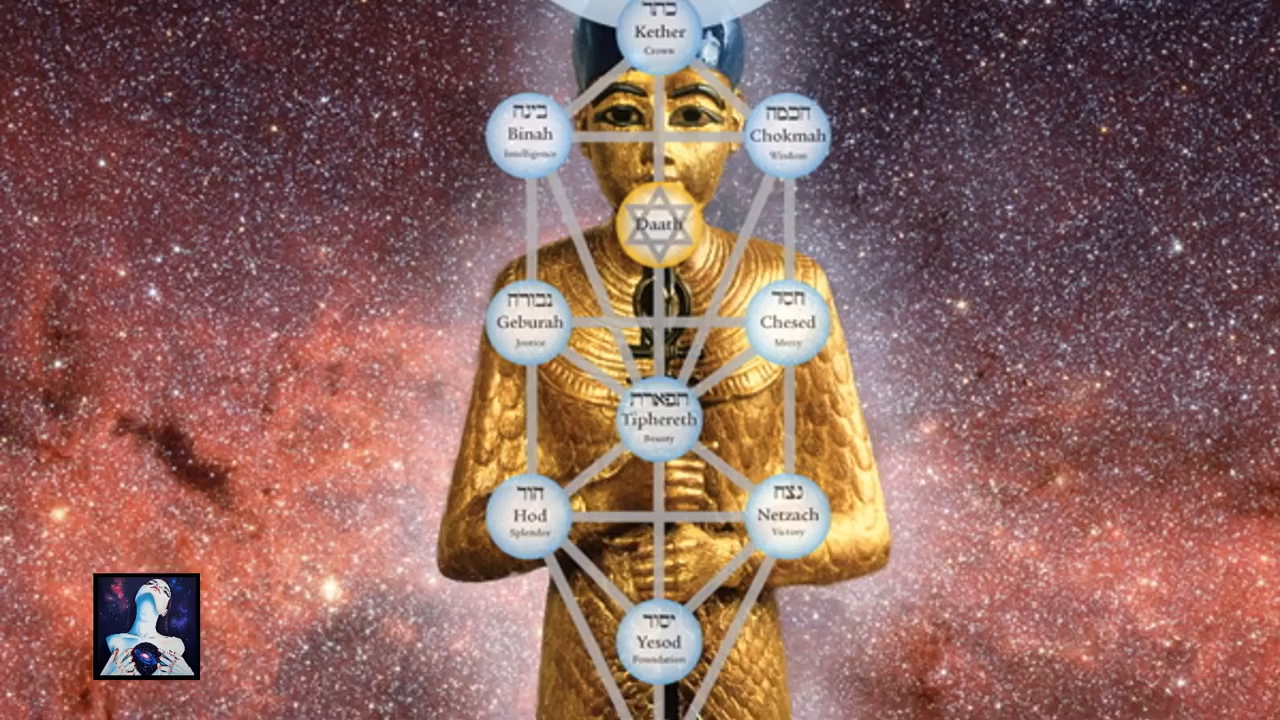 כתר
Kether
Crown
בינה
Binah
Intelligence
חכמה
Chokmah
Wisdom
Daath
גבורה
Geburah
Justice
חסד
Chesed
Mercy
תפארת
Tiphereth
Beauty
הוד
Hod
Splendor
נצח
Netzach
Victory
יסוד
Yesod
Foundation